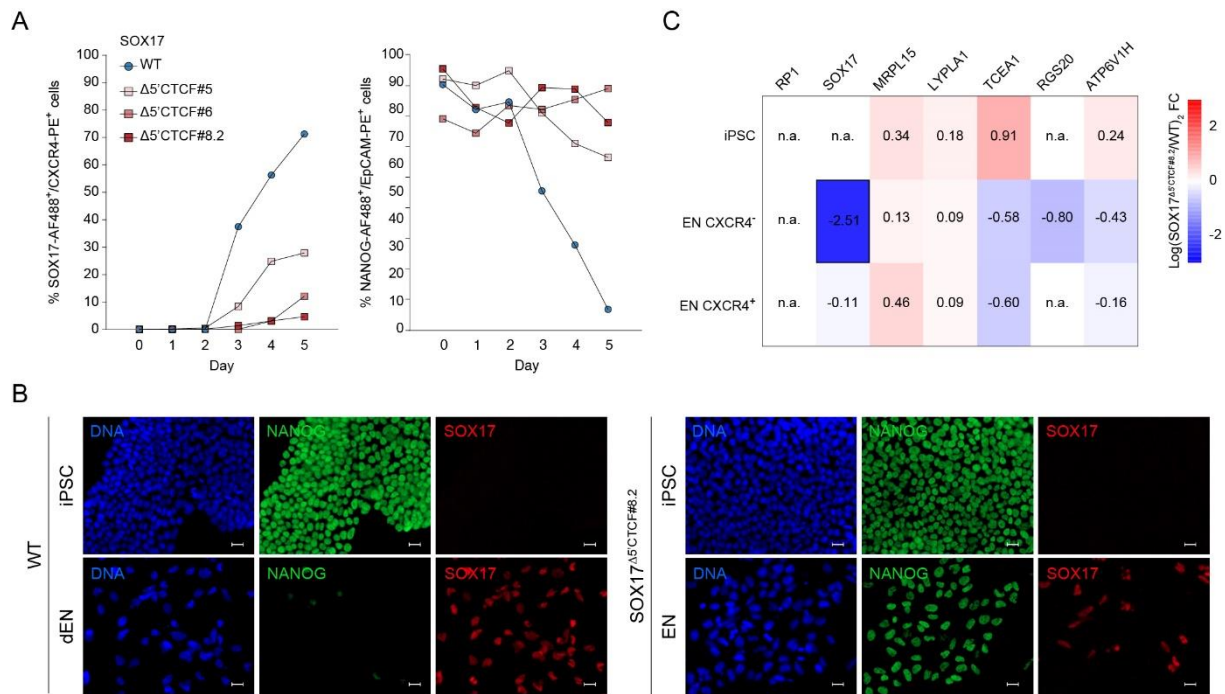 A
SOX17
WT
Δ5'CTCF#5
Δ5'CTCF#6
Δ5'CTCF#8.2
% SOX17-AF488+/CXCR4-PE+ cells
100
90
80
70
60
50
40
30
20
10
0
0 1 2 3 4 5
Day
% NANOG-AF488+/EpCAM-PE+ cells
100
90
80
70
60
50
40
30
20
10
0
0 1 2 3 4 5
Day
C
RP1 SOX17 MRPL15 LYPLA1 TCEA1 RGS20 ATP6V1H
iPSC n.a. n.a. 0.34 0.18 0.91 n.a. 0.24
EN CXCR4- n.a. -2.51 0.13 0.09 -0.58 -0.80 -0.43
EN CXCR4+ n.a. -0.11 0.46 0.09 -0.60 n.a. -0.16
2
0
-2
Log(SOX17Δ5'CTCF#8.2/WT)2 FC
B
WT
iPSC
DNA NANOG SOX17
dEN
DNA NANOG SOX17
SOX17Δ5'CTCF#8.2
iPSC
DNA NANOG SOX17
EN
DNA NANOG SOX17